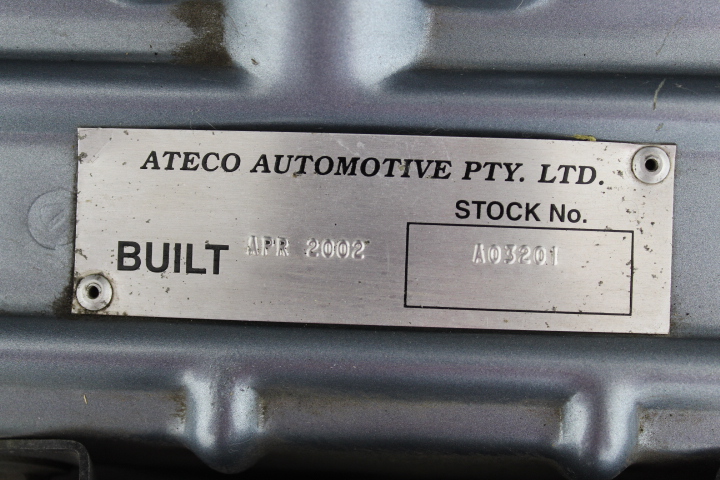 ATECO AUTOMOTIVE PTY. LTD.
STOCK No.
BUILT APR 2002 A03201